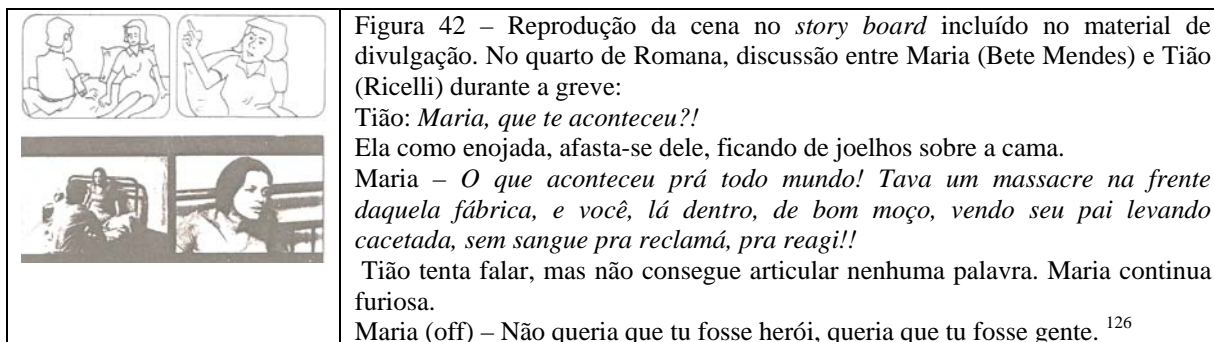 Figura 42 – Reprodução da cena no story board incluído no material de
divulgação. No quarto de Romana, discussão entre Maria (Bete Mendes) e Tião
(Ricelli) durante a greve:
Tião: Maria, que te aconteceu?!
Ela como enojada, afasta-se dele, ficando de joelhos sobre a cama.
Maria – O que aconteceu prá todo mundo! Tava um massacre na frente
daquela fábrica, e você, lá dentro, de bom moço, vendo seu pai levando
cacetada, sem sangue pra reclamá, pra reagi!!
Tião tenta falar, mas não consegue articular nenhuma palavra. Maria continua
furiosa.
Maria (off) – Não queria que tu fosse herói, queria que tu fosse gente. 126